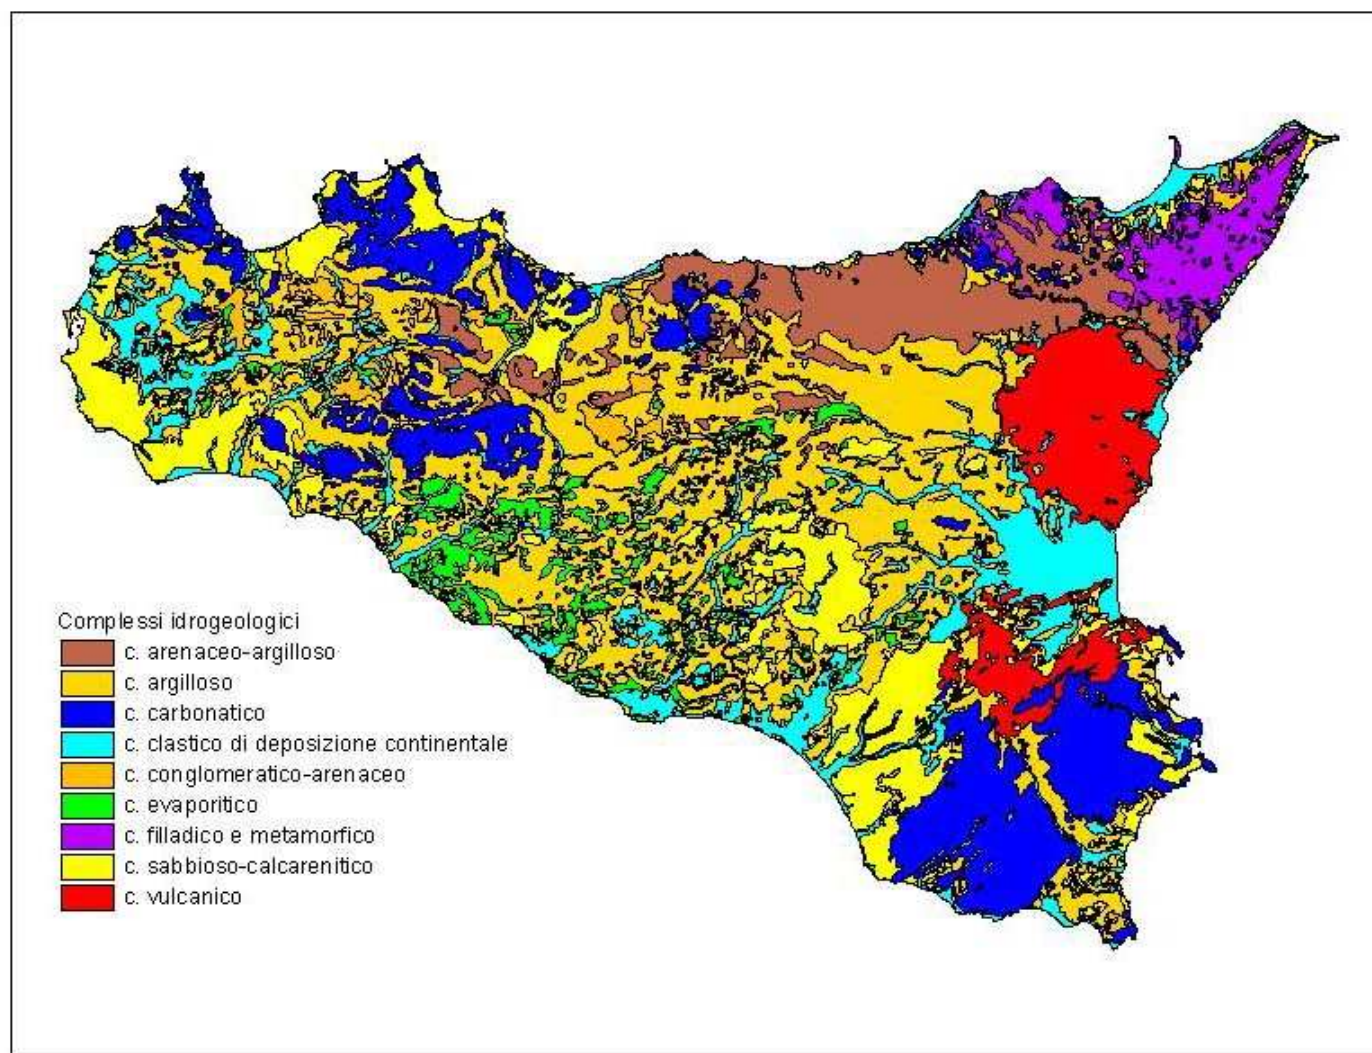 Complessi idrogeologici
c. arenaceo-argilloso
c. argilloso
c. carbonatico
c. clastico di deposizione continentale
c. conglomeratico-arenaceo
c. evaporitico
c. filladico e metamorfico
c. sabbioso-calcarenitico
c. vulcanico